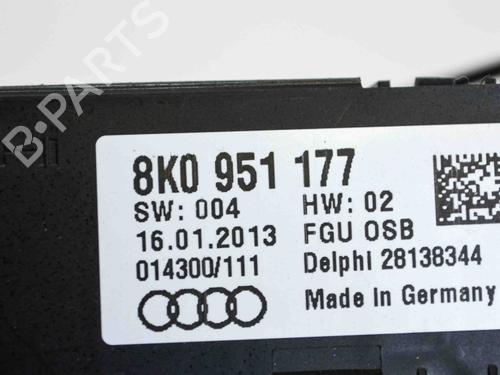 B-PARTS
8K0 951 177
SW: 004 HW: 02
16.01.2013 FGU OSB
014300/111 Delphi 28138344
Made In Germany